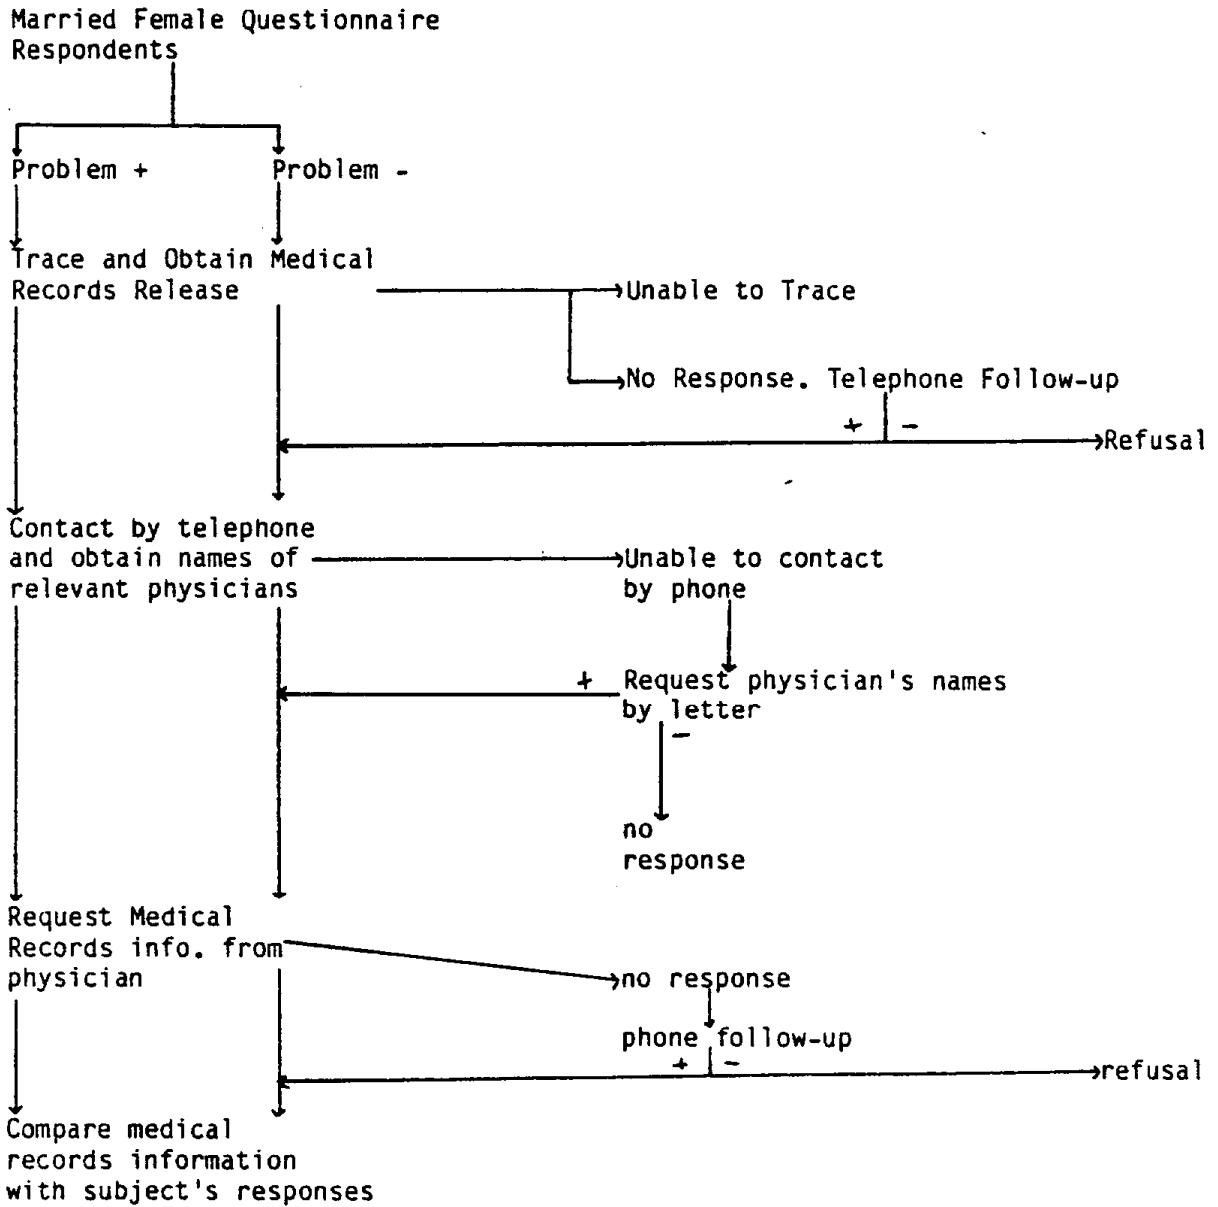 Married Female Questionnaire
Respondents
Problem +
Problem -
Trace and Obtain Medical
Records Release
Unable to Trace
No Response. Telephone Follow-up
+ -
Refusal
Contact by telephone
and obtain names of
relevant physicians
Unable to contact
by phone
+
Request physician's names
by letter
-
no
response
Request Medical
Records info. from
physician
no response
phone follow-up
+ -
refusal
Compare medical
records information
with subject's responses